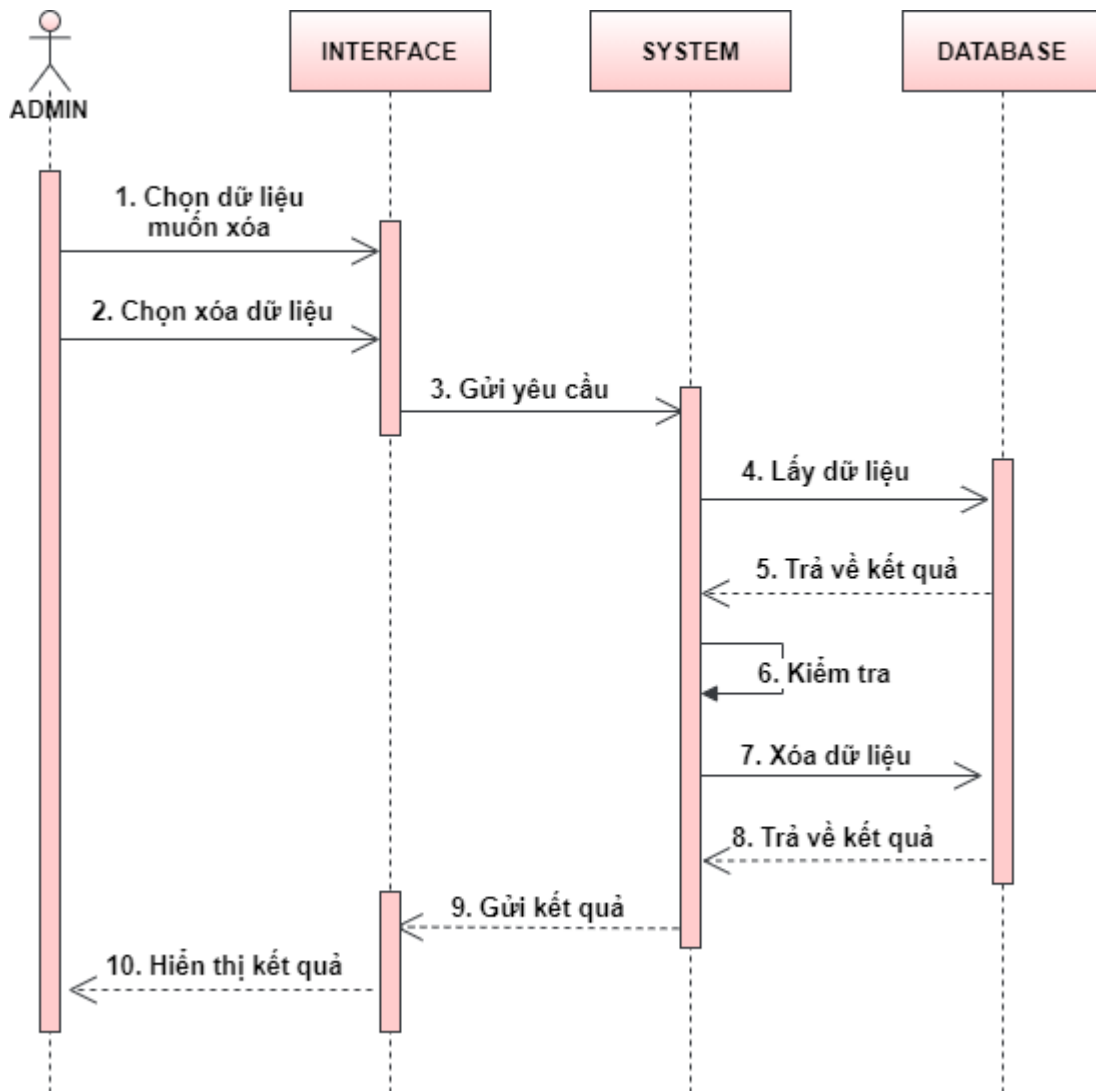 INTERFACE
SYSTEM
DATABASE
ADMIN
1. Chọn dữ liệu
muốn xóa
2. Chọn xóa dữ liệu
3. Gửi yêu cầu
4. Lấy dữ liệu
5. Trả về kết quả
6. Kiểm tra
7. Xóa dữ liệu
8. Trả về kết quả
9. Gửi kết quả
10. Hiển thị kết quả